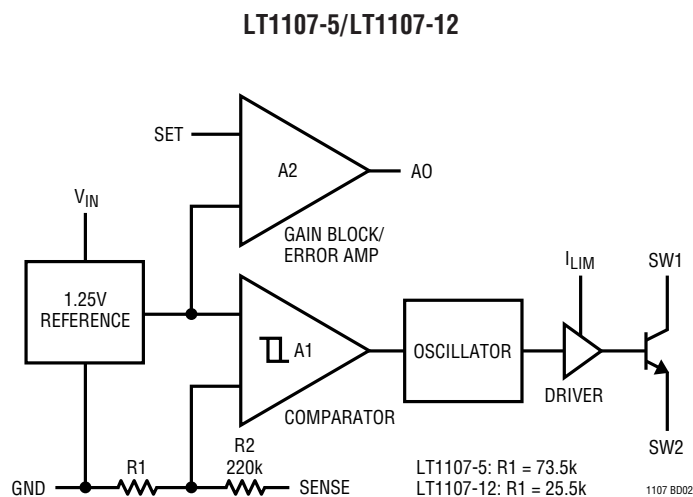 LT1107-5/LT1107-12
SET
A2
AO
VIN
GAIN BLOCK/
ERROR AMP
ILIM
SW1
1.25V
REFERENCE
A1
OSCILLATOR
DRIVER
COMPARATOR
R1
R2
220k
GND
SENSE
SW2
LT1107-5: R1 = 73.5k
LT1107-12: R1 = 25.5k
1107 BD02